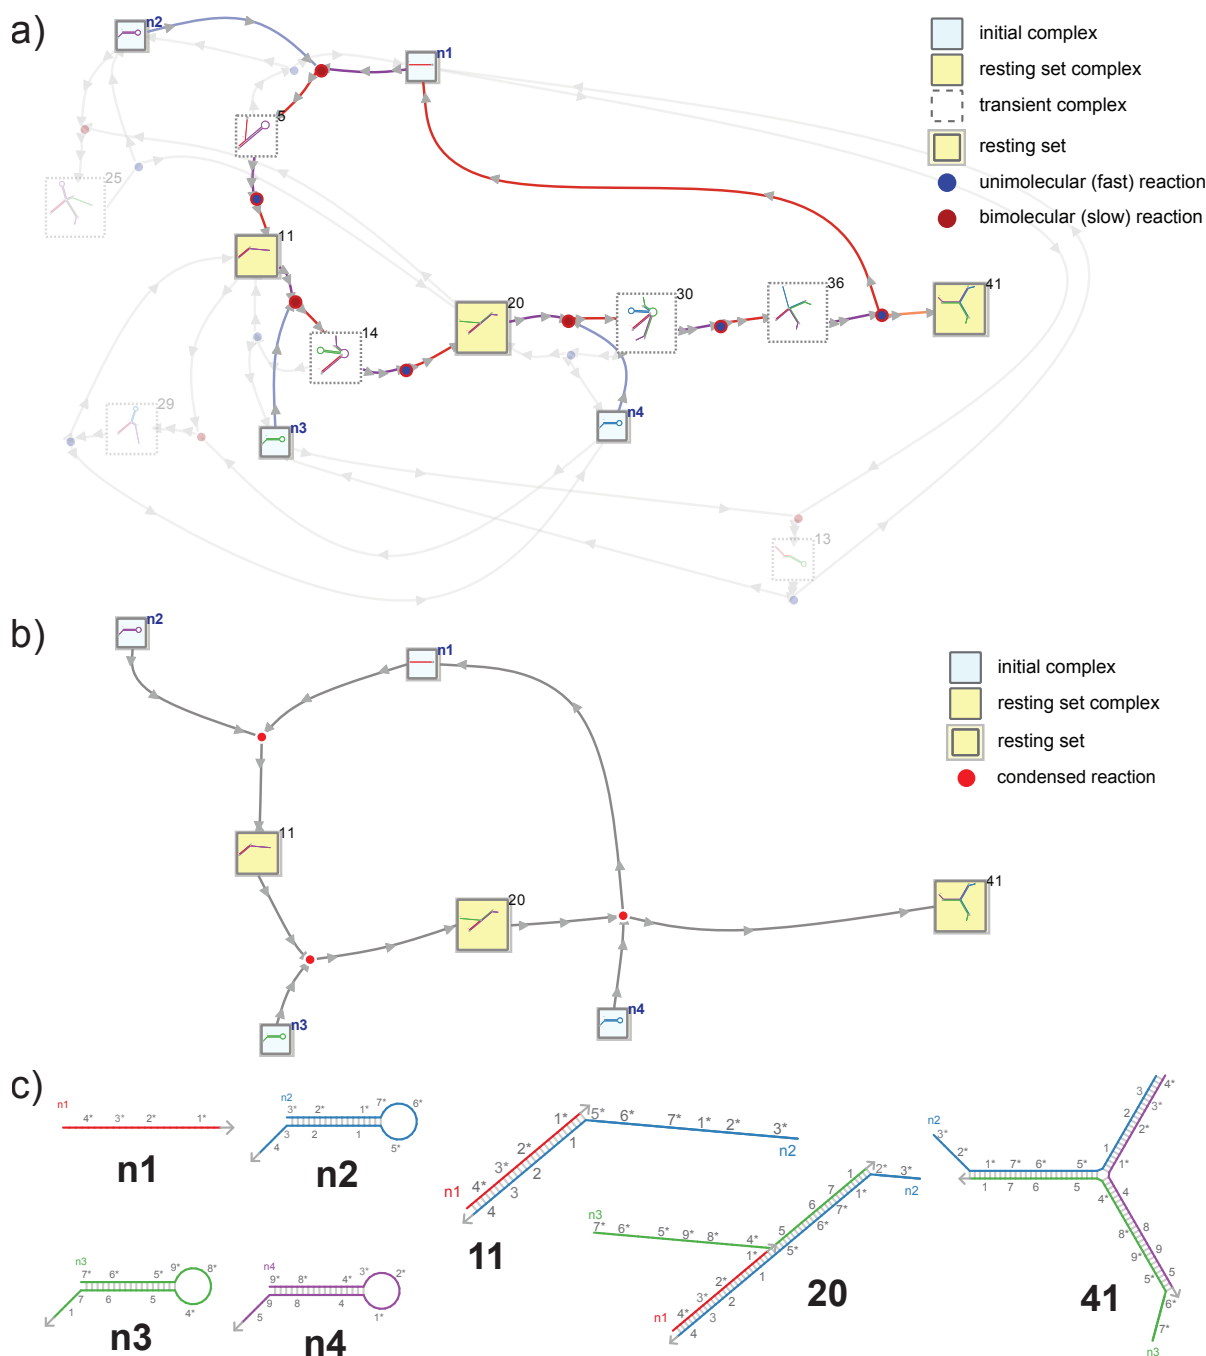 a)
n2
n1
5
25
11
14
20
30
36
41
29
n3
n4
13
initial complex
resting set complex
transient complex
resting set
unimolecular (fast) reaction
bimolecular (slow) reaction
b)
n2
n1
11
20
41
n3
n4
initial complex
resting set complex
resting set
condensed reaction
c)
n1
4* 3* 2* 1*
n1
n2
3* 2* 1* 7* 6*
4 3 2 1 5*
n2
n3
7* 6* 5* 9* 8*
1 7 6 5 4*
n3
n4
9* 8* 4* 3* 2*
5 9 8 4 1*
n4
1* 5* 6* 7* 1* 2* 3*
n2
2* 1
3* 2
n1 4* 3
4
11
1 2* 3*
n2
7 1*
6 7*
5 6*
n3
7* 6* 5* 9* 8* 4*
5*
1* 1
2* 2
3* 3
n1 4* 4
20
4*
3 3*
2 2*
1 1*
n2
3*
2*
1* 7* 6* 5*
1 7 6 5
4* 4
8* 8
9* 9
5* 5
6*
7*
n3
41